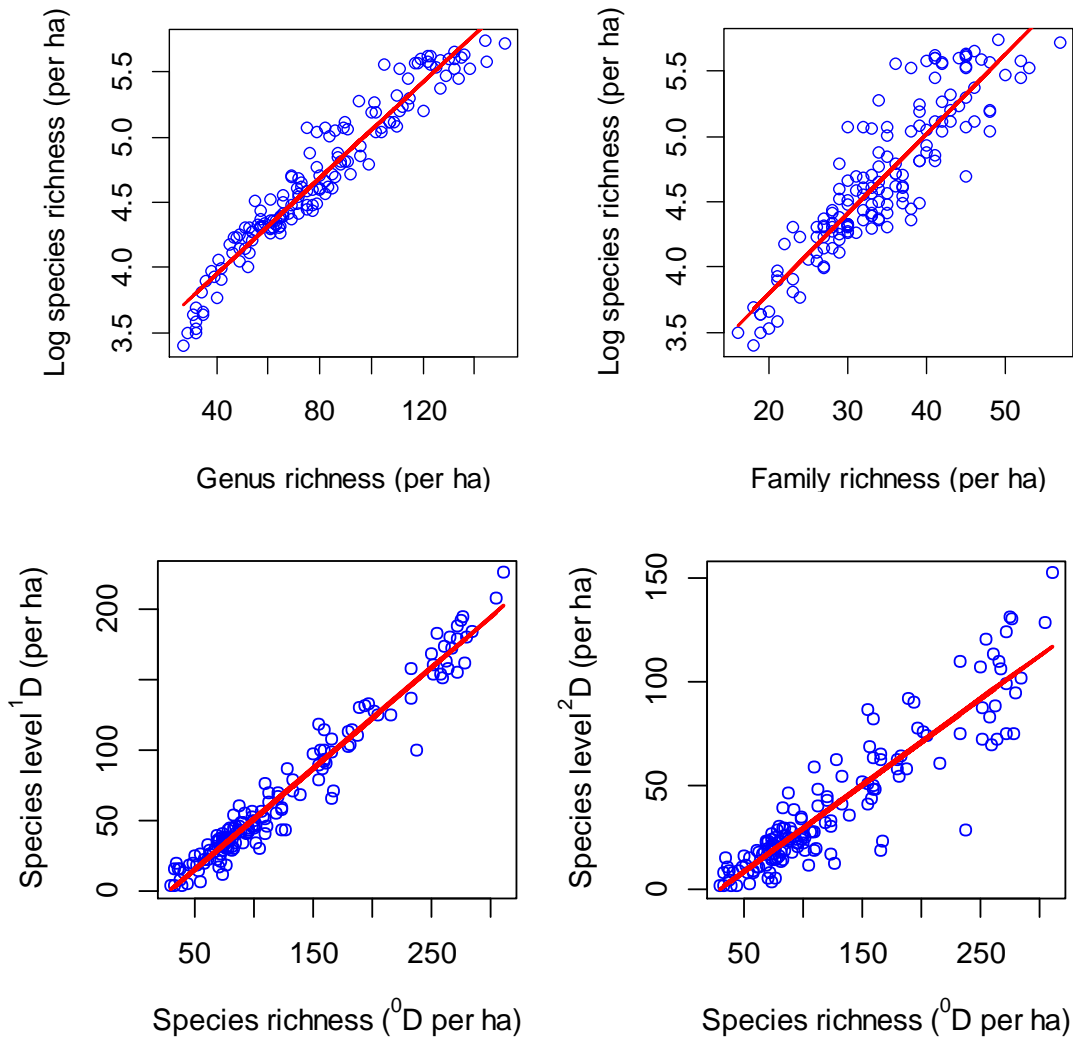 Log species richness (per ha)
3.5 4.0 4.5 5.0 5.5
40 80 120
Genus richness (per ha)
Log species richness (per ha)
3.5 4.0 4.5 5.0 5.5
20 30 40 50
Family richness (per ha)
Species level ¹D (per ha)
0 50 100 200
50 150 250
Species richness (⁰D per ha)
Species level ²D (per ha)
0 50 100 150
50 150 250
Species richness (⁰D per ha)